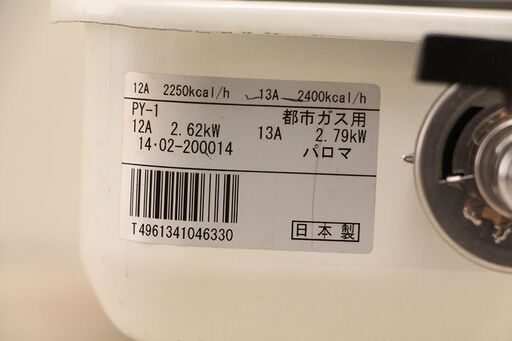 12A 2250kcal/h 13A 2400kcal/h
PY-1 都市ガス用
12A 2.62kW 13A 2.79kW
14・02-200014 パロマ
T4961341046330 日本製